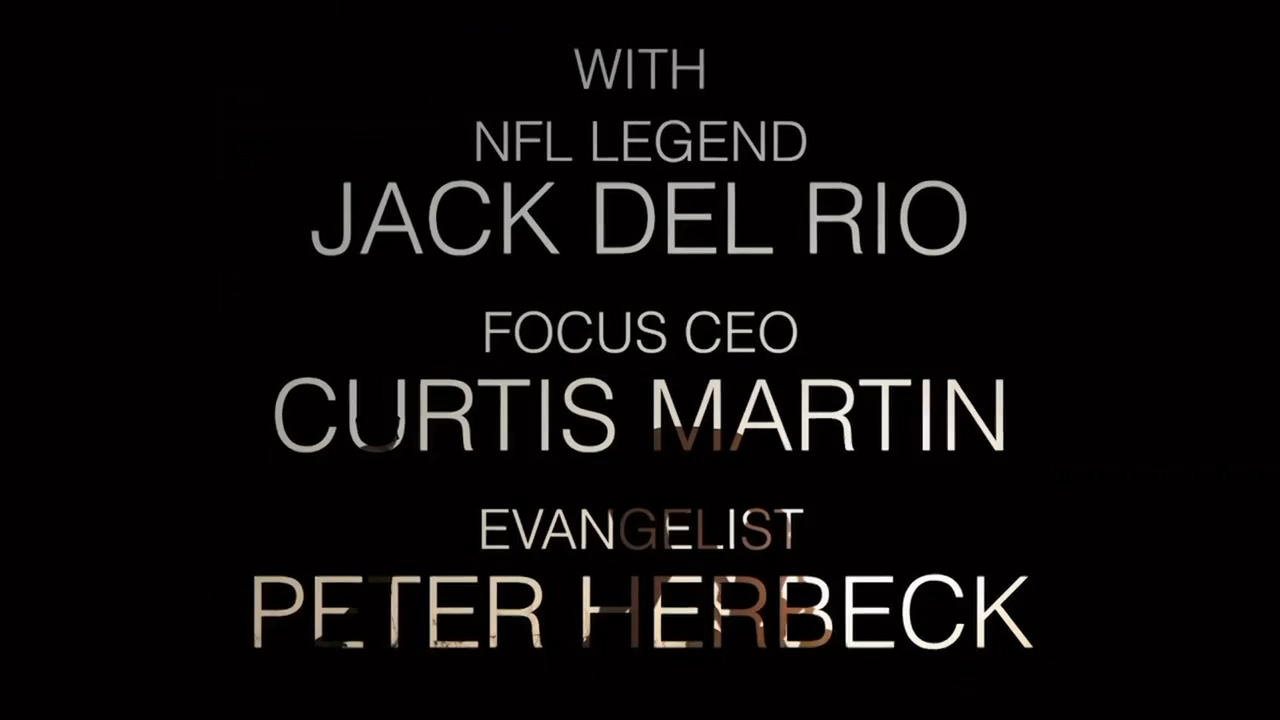 WITH
NFL LEGEND
JACK DEL RIO
FOCUS CEO
CURTIS MARTIN
EVANGELIST
PETER HERBECK